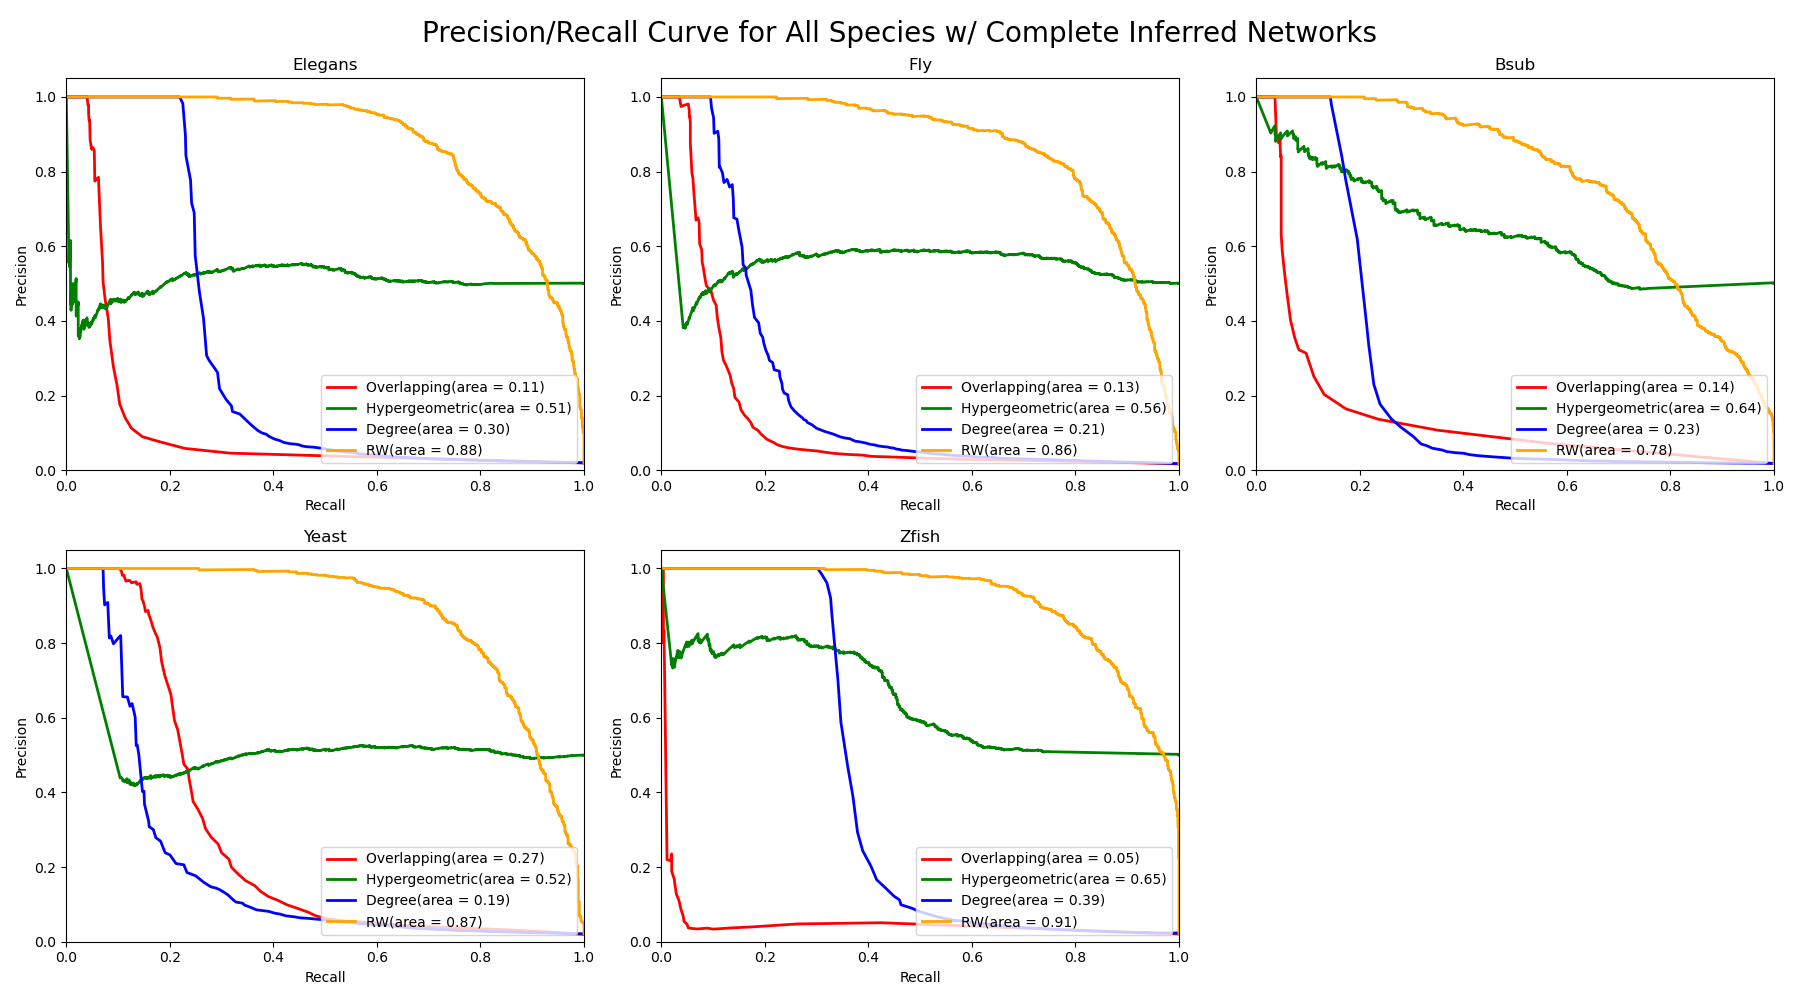 Precision/Recall Curve for All Species w/ Complete Inferred Networks
Elegans
Precision
1.0
0.8
0.6
0.4
0.2
0.0
Overlapping(area = 0.11)
Hypergeometric(area = 0.51)
Degree(area = 0.30)
RW(area = 0.88)
0.0 0.2 0.4 0.6 0.8 1.0
Recall
Fly
Precision
1.0
0.8
0.6
0.4
0.2
0.0
Overlapping(area = 0.13)
Hypergeometric(area = 0.56)
Degree(area = 0.21)
RW(area = 0.86)
0.0 0.2 0.4 0.6 0.8 1.0
Recall
Bsub
Precision
1.0
0.8
0.6
0.4
0.2
0.0
Overlapping(area = 0.14)
Hypergeometric(area = 0.64)
Degree(area = 0.23)
RW(area = 0.78)
0.0 0.2 0.4 0.6 0.8 1.0
Recall
Yeast
Precision
1.0
0.8
0.6
0.4
0.2
0.0
Overlapping(area = 0.27)
Hypergeometric(area = 0.52)
Degree(area = 0.19)
RW(area = 0.87)
0.0 0.2 0.4 0.6 0.8 1.0
Recall
Zfish
Precision
1.0
0.8
0.6
0.4
0.2
0.0
Overlapping(area = 0.05)
Hypergeometric(area = 0.65)
Degree(area = 0.39)
RW(area = 0.91)
0.0 0.2 0.4 0.6 0.8 1.0
Recall